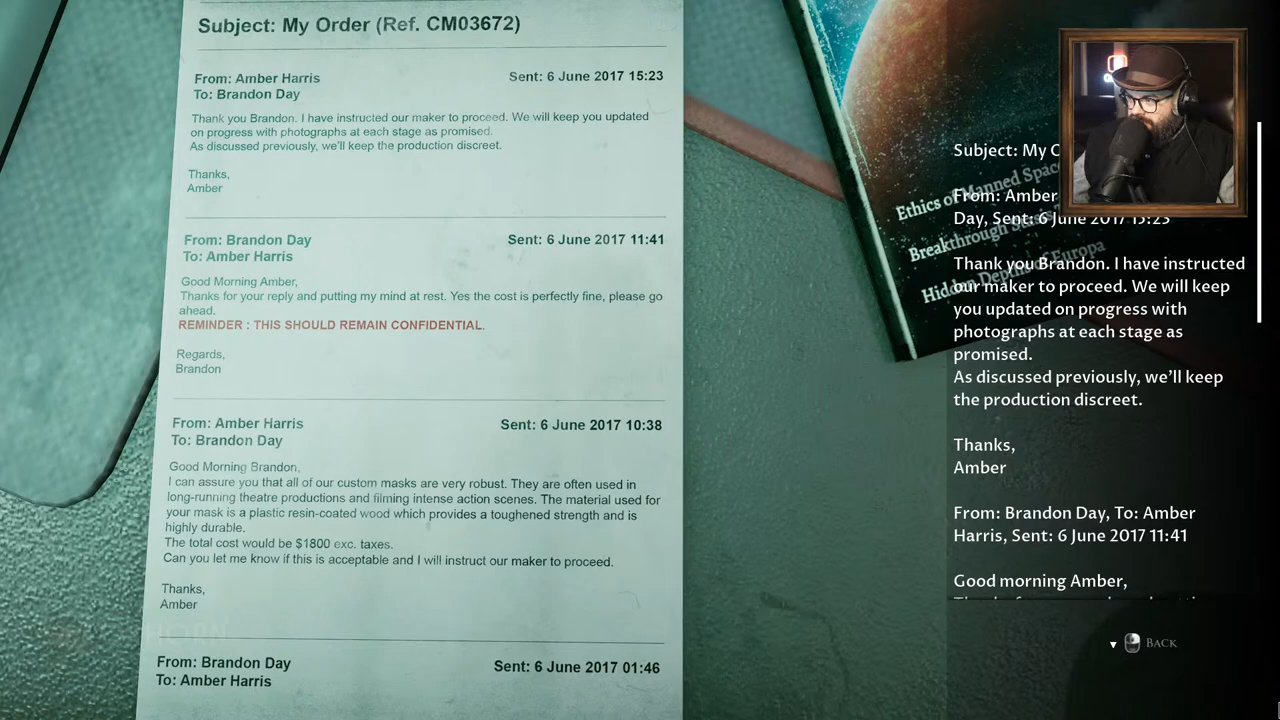 Subject: My Order (Ref. CM03672)
From: Amber Harris
Sent: 6 June 2017 15:23
To: Brandon Day
Thank you Brandon. I have instructed our maker to proceed. We will keep you updated
on progress with photographs at each stage as promised.
As discussed previously, we'll keep the production discreet.
Thanks,
Amber
From: Brandon Day
Sent: 6 June 2017 11:41
To: Amber Harris
Good Morning Amber,
Thanks for your reply and putting my mind at rest. Yes the cost is perfectly fine, please go
ahead.
REMINDER : THIS SHOULD REMAIN CONFIDENTIAL.
Regards,
Brandon
From: Amber Harris
Sent: 6 June 2017 10:38
To: Brandon Day
Good Morning Brandon,
I can assure you that all of our custom masks are very robust. They are often used in
long-running theatre productions and filming intense action scenes. The material used for
your mask is a plastic resin-coated wood which provides a toughened strength and is
highly durable.
The total cost would be $1800 exc. taxes.
Can you let me know if this is acceptable and I will instruct our maker to proceed.
Thanks,
Amber
From: Brandon Day
Sent: 6 June 2017 01:46
To: Amber Harris
Ethics of Manned Space
Breakthrough
Hidden Depths of Europa
Subject: My
From: Amber
Day, Sent: 6 June 2017 15:23
Thank you Brandon. I have instructed
our maker to proceed. We will keep
you updated on progress with
photographs at each stage as
promised.
As discussed previously, we'll keep
the production discreet.
Thanks,
Amber
From: Brandon Day, To: Amber
Harris, Sent: 6 June 2017 11:41
Good morning Amber,
BACK